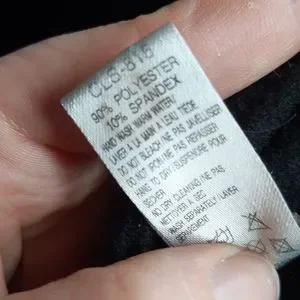 CLS-815
90% POLYESTER
10% SPANDEX
HAND WASH WARM WATER/
LAVER A LA MAIN A L'EAU TIEDE
DO NOT BLEACH/NE PAS JAVELLISER
DO NOT IRON/NE PAS REPASSER
HANG TO DRY/ SUSPENDRE POUR
SECHER
NO DRY CLEANING/NE PAS
NETTOYER A SEC
WASH SEPARATELY/LAVER
SEPAREMENT